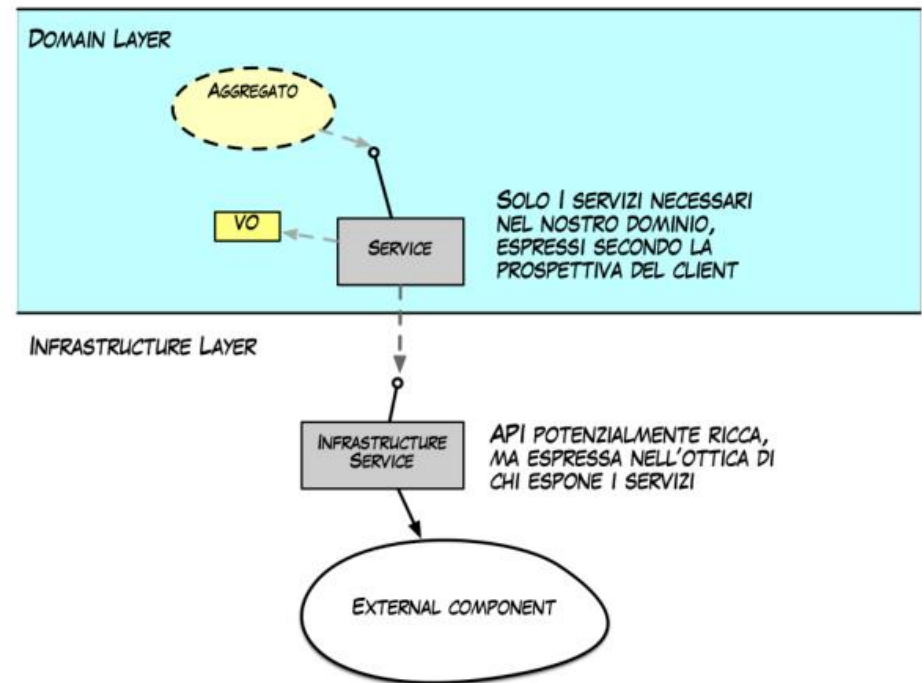 DOMAIN LAYER
AGGREGATO
VO
SERVICE
SOLO I SERVIZI NECESSARI
NEL NOSTRO DOMINIO,
ESPRESSI SECONDO LA
PROSPETTIVA DEL CLIENT
INFRASTRUCTURE LAYER
INFRASTRUCTURE
SERVICE
API POTENZIALMENTE RICCA,
MA ESPRESSA NELL'OTTICA DI
CHI ESPONE I SERVIZI
EXTERNAL COMPONENT